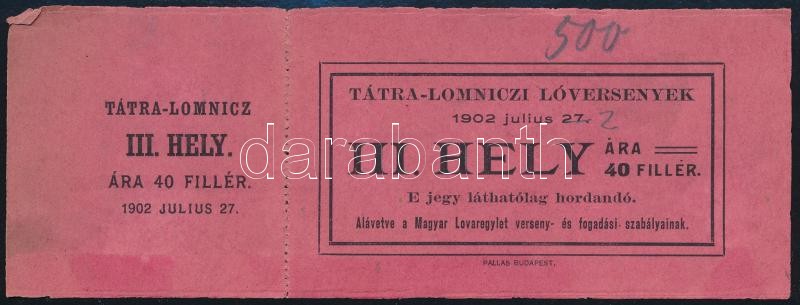 500
TÁTRA-LOMNICZ
III. HELY.
ÁRA 40 FILLÉR.
1902 JULIUS 27.
TÁTRA-LOMNICZI LÓVERSENYEK
1902 julius 27. 2
III. HELY
ÁRA
40 FILLÉR.
E jegy láthatólag hordandó.
Alávetve a Magyar Lovaregylet verseny- és fogadási szabályainak.
PALLAS BUDAPEST.
darabanth